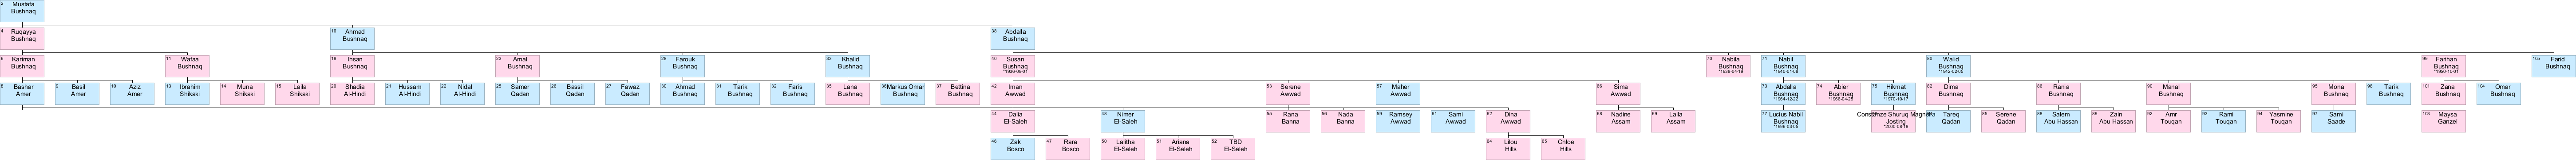 2 Mustafa
Bushnaq
4 Ruqayya
Bushnaq
16 Ahmad
Bushnaq
38 Abdalla
Bushnaq
6 Kariman
Bushnaq
11 Wafaa
Bushnaq
18 Ihsan
Bushnaq
23 Amal
Bushnaq
28 Farouk
Bushnaq
33 Khalid
Bushnaq
40 Susan
Bushnaq
*1936-08-01
70 Nabila
Bushnaq
*1938-04-19
71 Nabil
Bushnaq
*1940-01-08
80 Walid
Bushnaq
*1942-02-05
99 Farihan
Bushnaq
*1950-10-01
105 Farid
Bushnaq
8 Bashar
Amer
9 Basil
Amer
10 Aziz
Amer
13 Ibrahim
Shikaki
14 Muna
Shikaki
15 Laila
Shikaki
20 Shadia
Al-Hindi
21 Hussam
Al-Hindi
22 Nidal
Al-Hindi
25 Samer
Qadan
26 Bassil
Qadan
27 Fawaz
Qadan
30 Ahmad
Bushnaq
31 Tarik
Bushnaq
32 Faris
Bushnaq
35 Lana
Bushnaq
36 Markus Omar
Bushnaq
37 Bettina
Bushnaq
42 Iman
Awwad
53 Serene
Awwad
57 Maher
Awwad
66 Sima
Awwad
73 Abdalla
Bushnaq
*1964-12-22
74 Abier
Bushnaq
*1966-04-25
75 Hikmat
Bushnaq
*1970-10-17
82 Dima
Bushnaq
86 Rania
Bushnaq
90 Manal
Bushnaq
95 Mona
Bushnaq
98 Tarik
Bushnaq
101 Zana
Bushnaq
104 Omar
Bushnaq
44 Dalia
El-Saleh
48 Nimer
El-Saleh
55 Rana
Banna
56 Nada
Banna
59 Ramsey
Awwad
61 Sami
Awwad
62 Dina
Awwad
68 Nadine
Assam
69 Leila
Assam
77 Lucius Nabil
Bushnaq
*1996-03-05
Constanze Shuruq Magnolia
Josting
*2000-08-18
Tareq
Qadan
85 Serene
Qadan
88 Salem
Abu Hassan
89 Zain
Abu Hassan
92 Amr
Touqan
93 Rami
Touqan
94 Yasmine
Touqan
97 Sami
Saade
103 Maysa
Ganzel
46 Zak
Bosco
47 Rara
Bosco
50 Lalitha
El-Saleh
51 Ariana
El-Saleh
52 TBD
El-Saleh
64 Lilou
Hills
65 Chloe
Hills